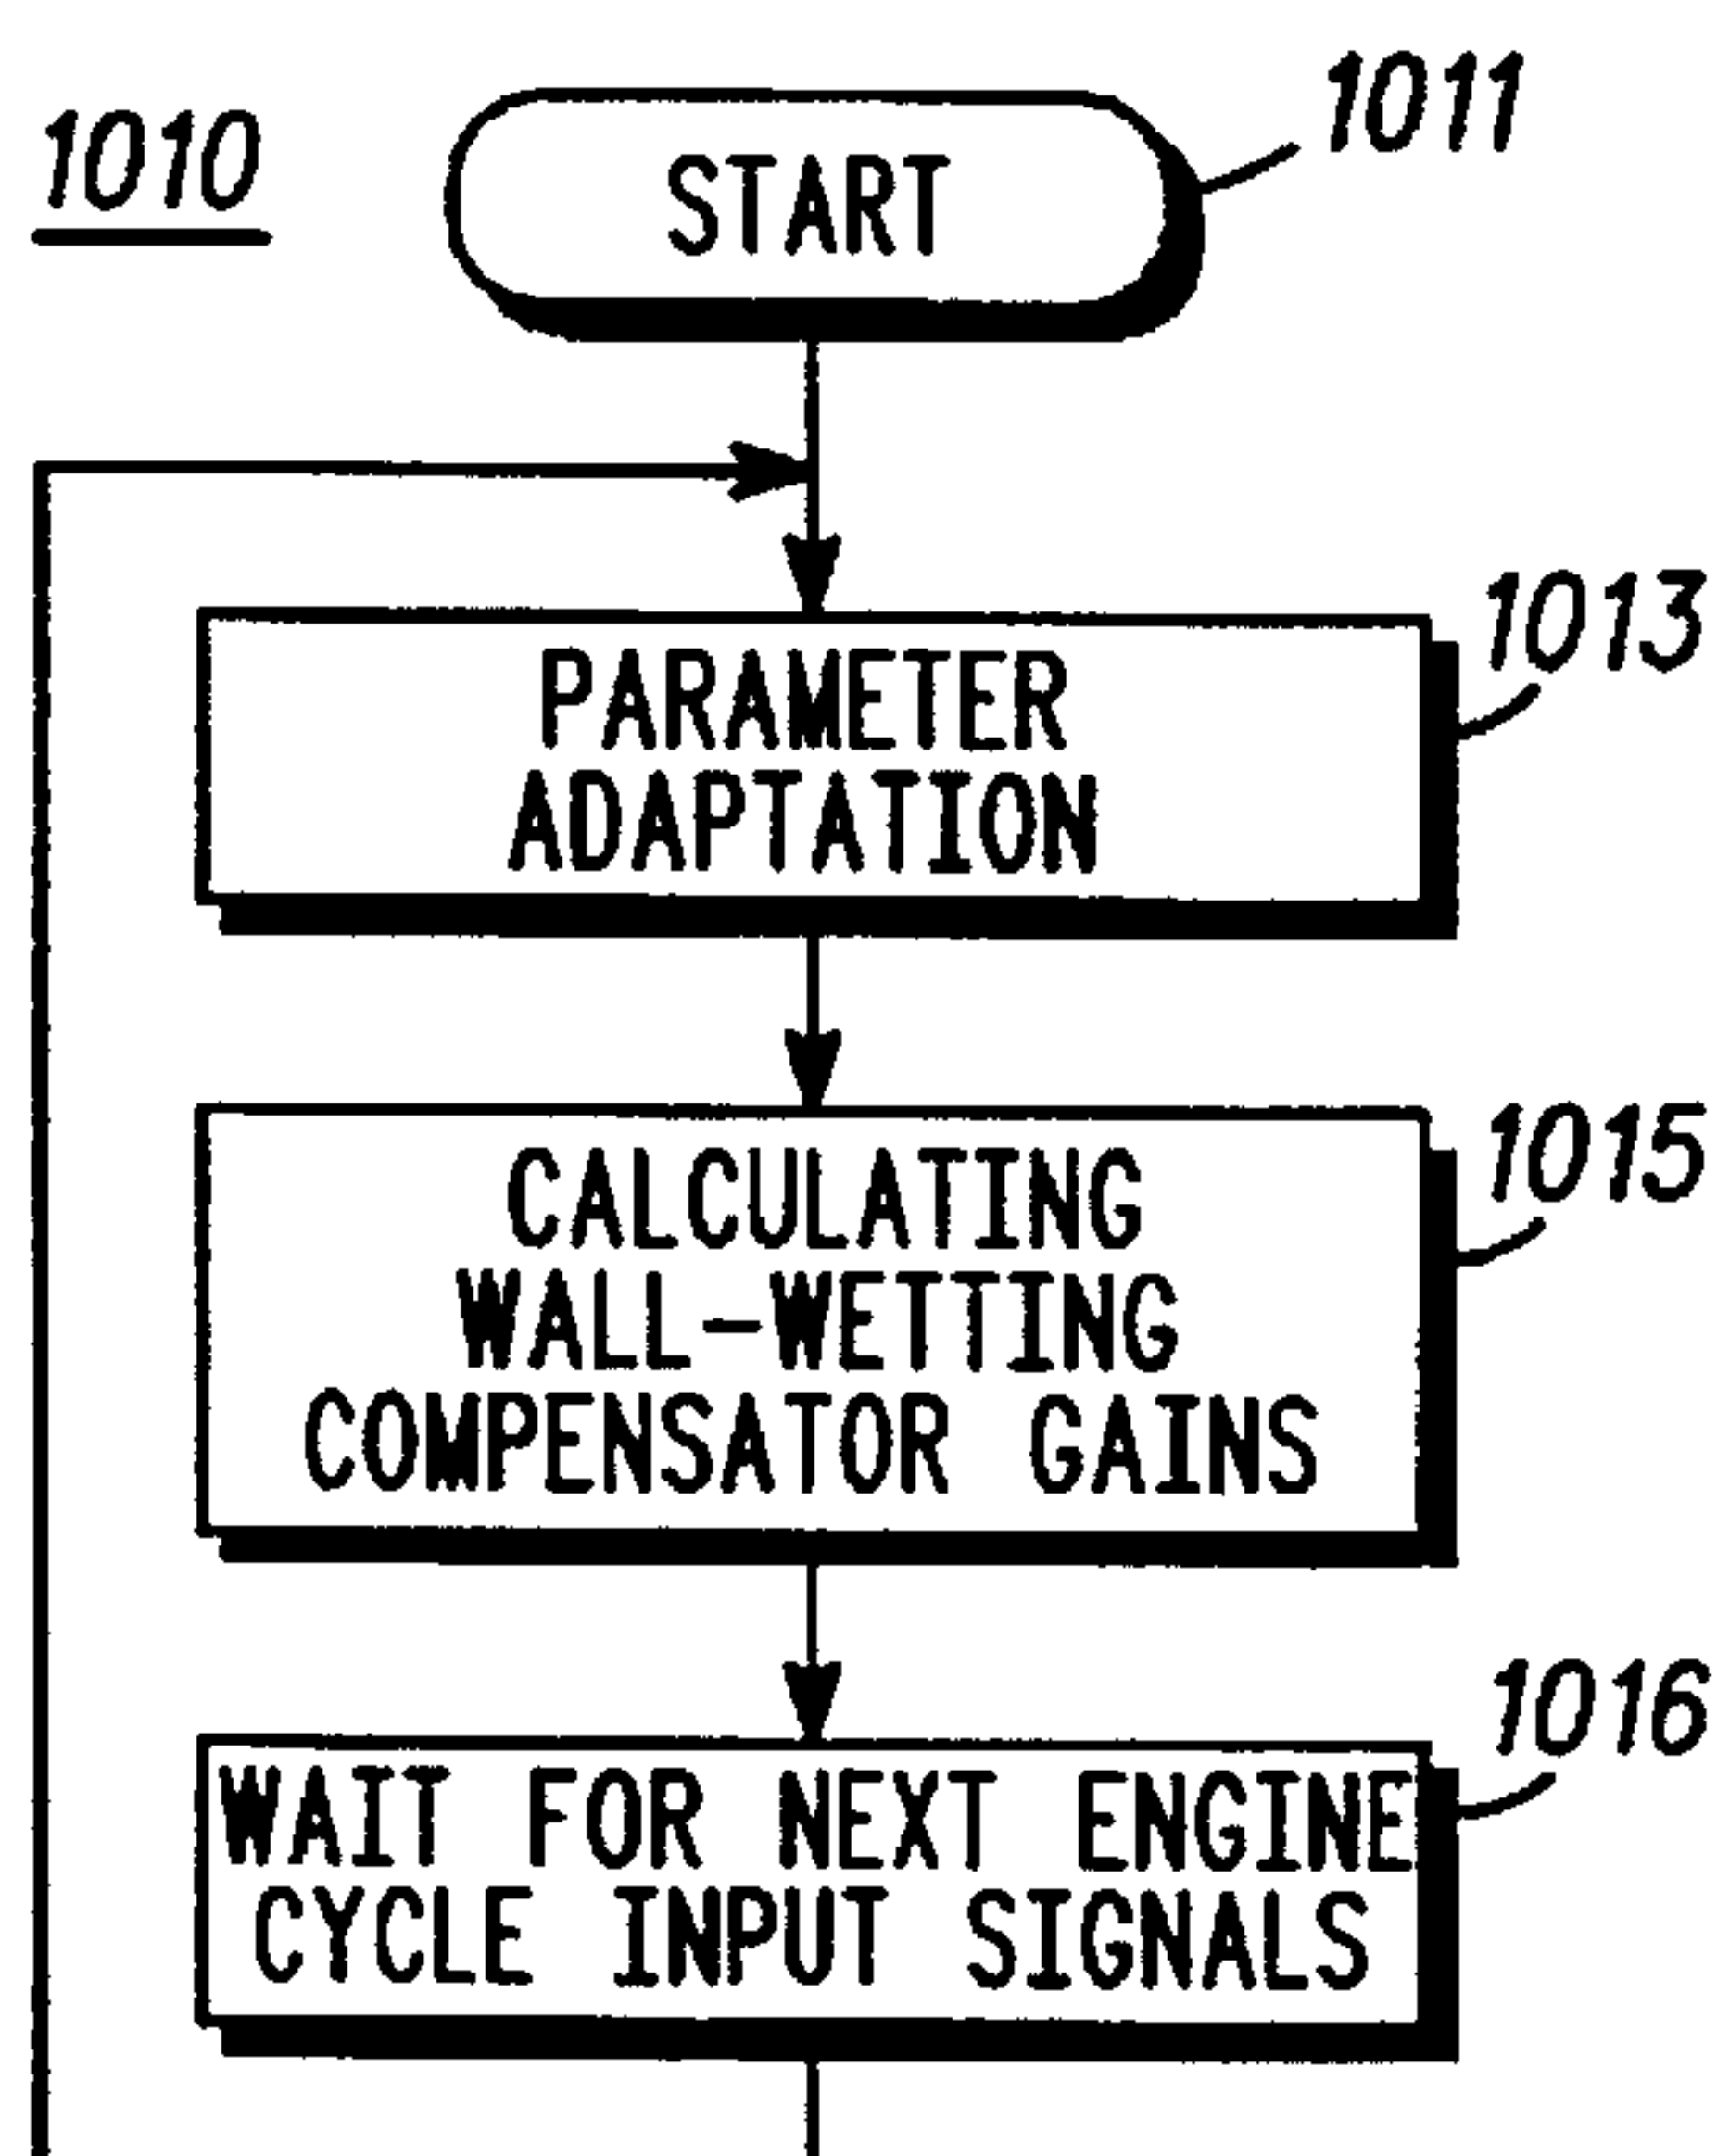 1010
START
1011
PARAMETER
ADAPTATION
1013
CALCULATING
WALL-WETTING
COMPENSATOR GAINS
1015
WAIT FOR NEXT ENGINE
CYCLE INPUT SIGNALS
1016